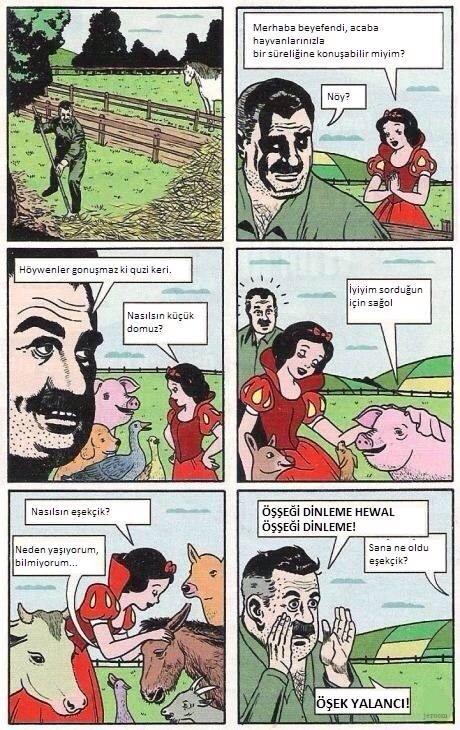 Merhaba beyefendi, acaba
hayvanlarınızla
bir süreliğine konuşabilir miyim?
Nöy?
Höywenler gonuşmaz ki quzi keri.
Nasılsın küçük
domuz?
İyiyim sorduğun
için sağol
Nasılsın eşekçik?
Neden yaşıyorum,
bilmiyorum...
ÖŞŞEĞİ DİNLEME HEWAL
ÖŞŞEĞİ DİNLEME!
Sana ne oldu
eşekçik?
ÖŞEK YALANCI!